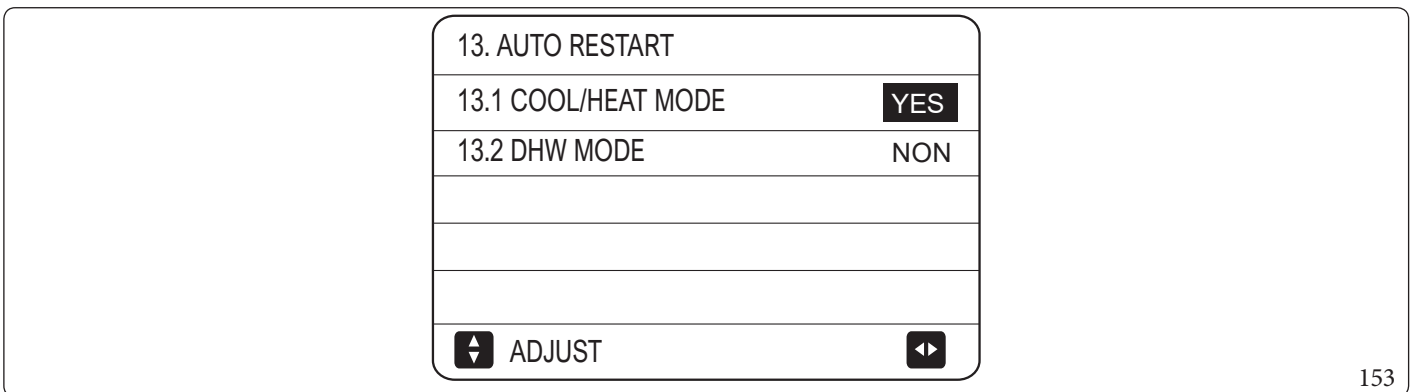 13. AUTO RESTART
13.1 COOL/HEAT MODE YES
13.2 DHW MODE NON
ADJUST
153